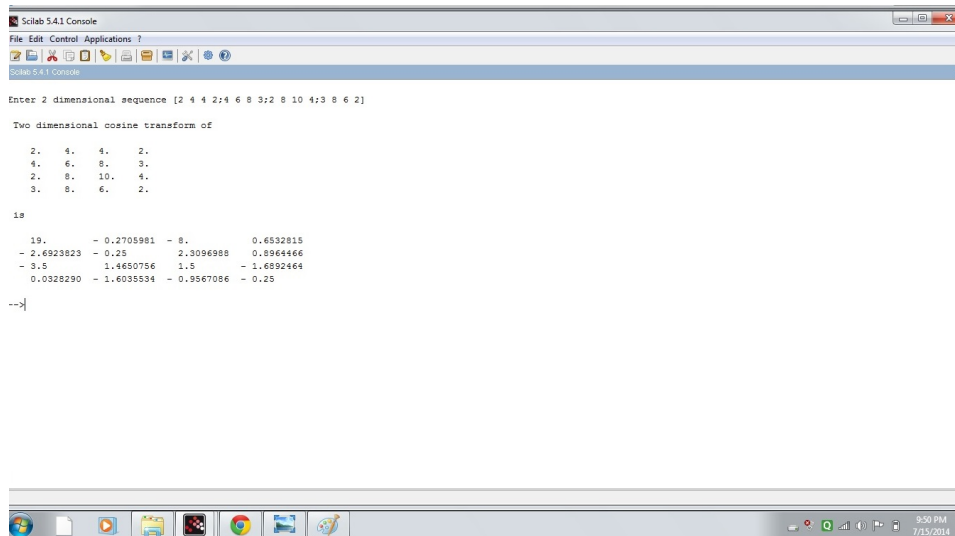 Scilab 5.4.1 Console
File Edit Control Applications ?
Scilab 5.4.1 Console
Enter 2 dimensional sequence [2 4 4 2;4 6 8 3;2 8 10 4;3 8 6 2]
Two dimensional cosine transform of
2. 4. 4. 2.
4. 6. 8. 3.
2. 8. 10. 4.
3. 8. 6. 2.
is
19. - 0.2705981 - 8. 0.6532815
- 2.6923823 - 0.25 2.3096988 0.8964466
- 3.5 1.4650756 1.5 - 1.6892464
0.0328290 - 1.6035534 - 0.9567086 - 0.25
-->
9:50 PM
7/15/2014